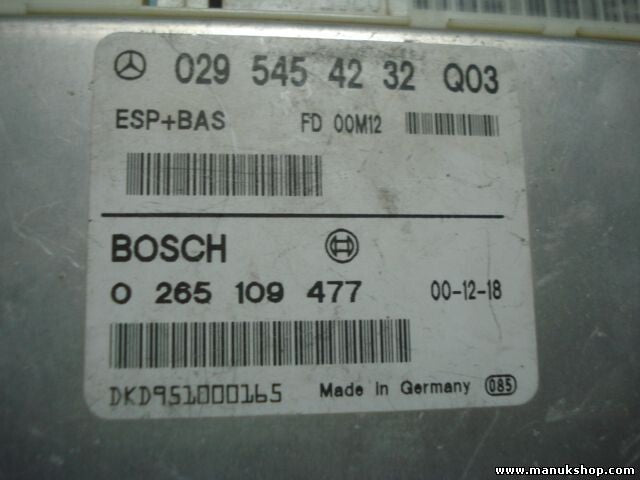 029 545 42 32 Q03
ESP+BAS FD 00M12
BOSCH
0 265 109 477 00-12-18
DKD951000165 Made in Germany 085
www.manukshop.com